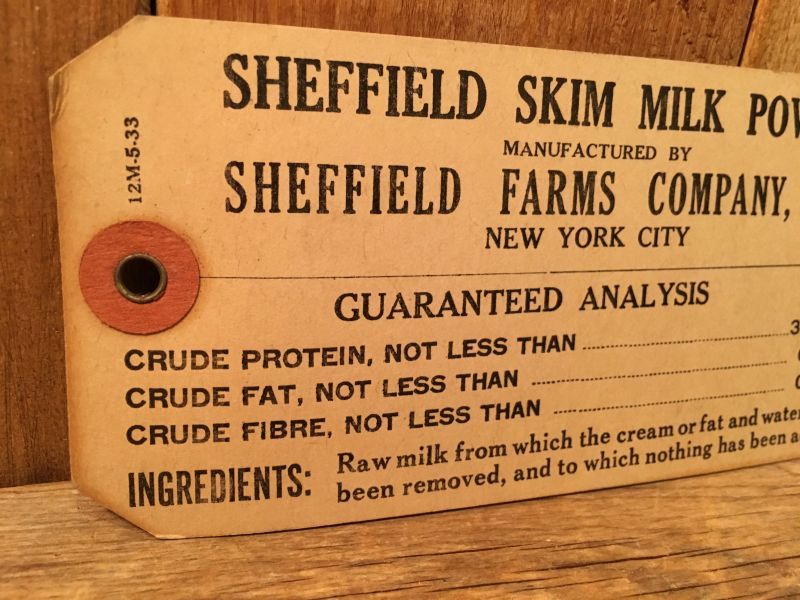 12M-5-33
SHEFFIELD SKIM MILK
MANUFACTURED BY
SHEFFIELD FARMS COMPANY,
NEW YORK CITY
GUARANTEED ANALYSIS
CRUDE PROTEIN, NOT LESS THAN
CRUDE FAT, NOT LESS THAN
CRUDE FIBRE, NOT LESS THAN
INGREDIENTS: Raw milk from which the cream or fat and water
been removed, and to which nothing has been